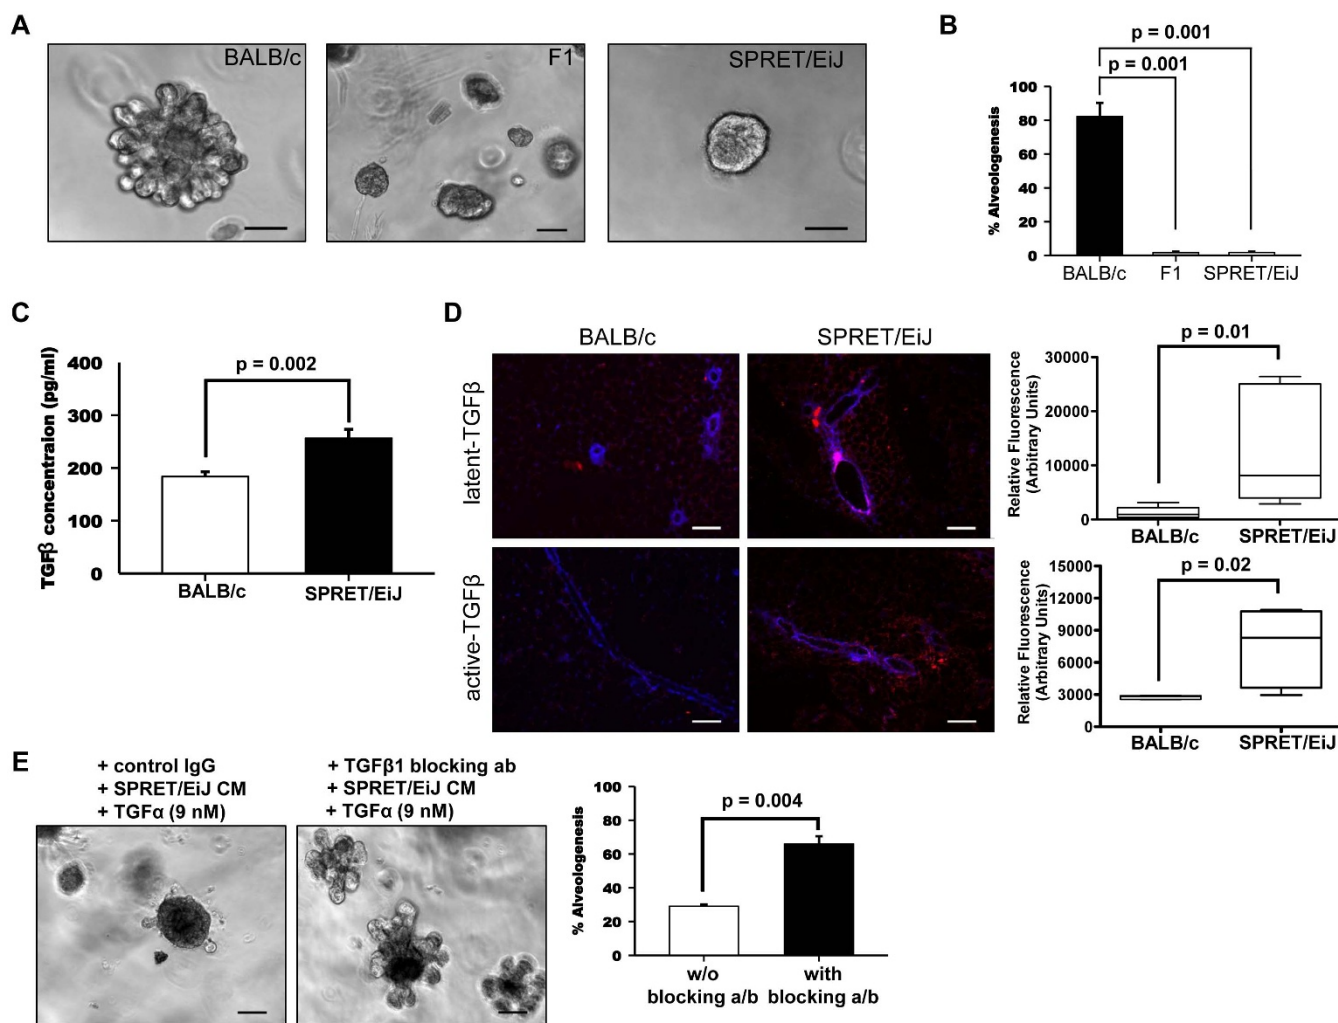 A
BALB/c
F1
SPRET/EiJ
B
p = 0.001
p = 0.001
% Alveologenesis
100
80
60
40
20
0
BALB/c
F1
SPRET/EiJ
C
TGFβ concentraion (pg/ml)
400
300
200
100
0
p = 0.002
BALB/c
SPRET/EiJ
D
BALB/c
SPRET/EiJ
latent-TGFβ
active-TGFβ
Relative Fluorescence
(Arbitrary Units)
30000
20000
10000
0
p = 0.01
BALB/c
SPRET/EiJ
Relative Fluorescence
(Arbitrary Units)
15000
12000
9000
6000
3000
0
p = 0.02
BALB/c
SPRET/EiJ
E
+ control IgG
+ SPRET/EiJ CM
+ TGFα (9 nM)
+ TGFβ1 blocking ab
+ SPRET/EiJ CM
+ TGFα (9 nM)
% Alveologenesis
100
80
60
40
20
0
p = 0.004
w/o
blocking a/b
with
blocking a/b